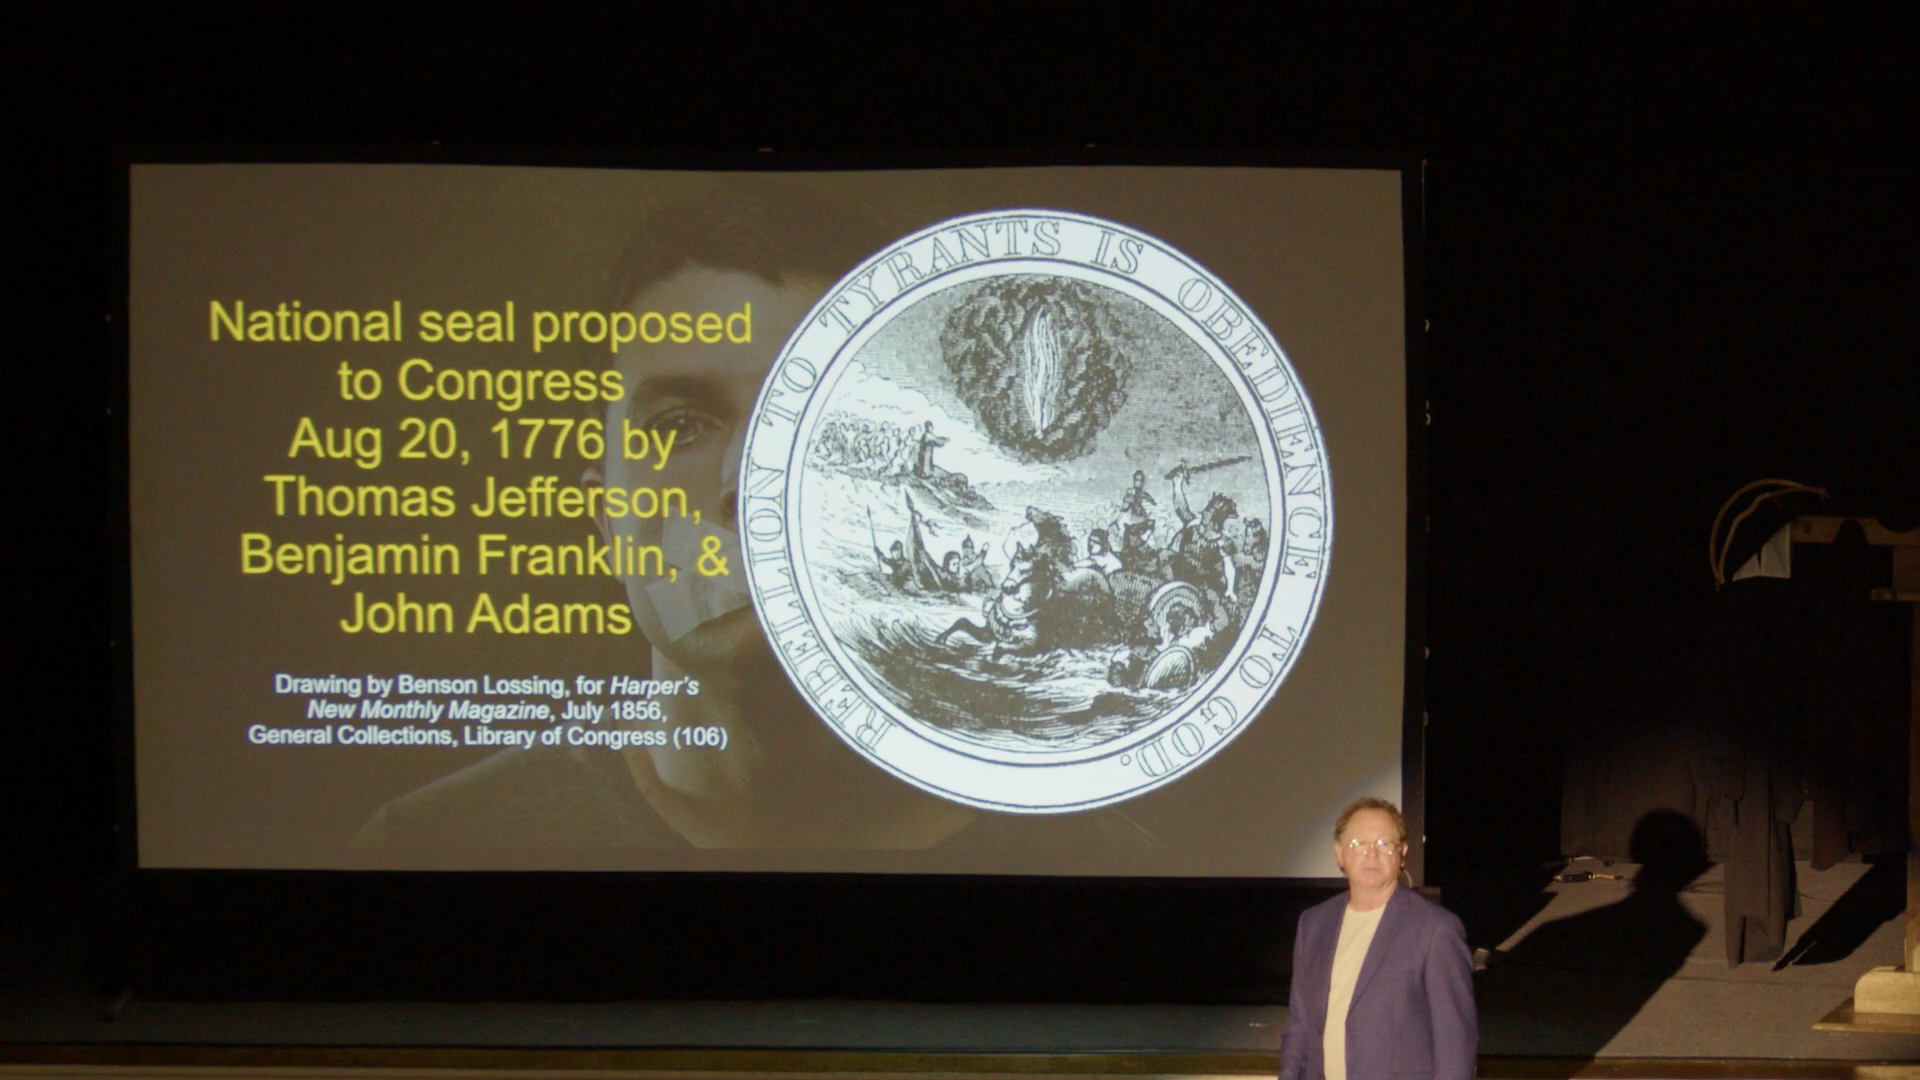 National seal proposed
to Congress
Aug 20, 1776 by
Thomas Jefferson,
Benjamin Franklin, &
John Adams
Drawing by Benson Lossing, for Harper's
New Monthly Magazine, July 1856,
General Collections, Library of Congress (106)
REBELLION TO TYRANTS IS OBEDIENCE TO GOD.